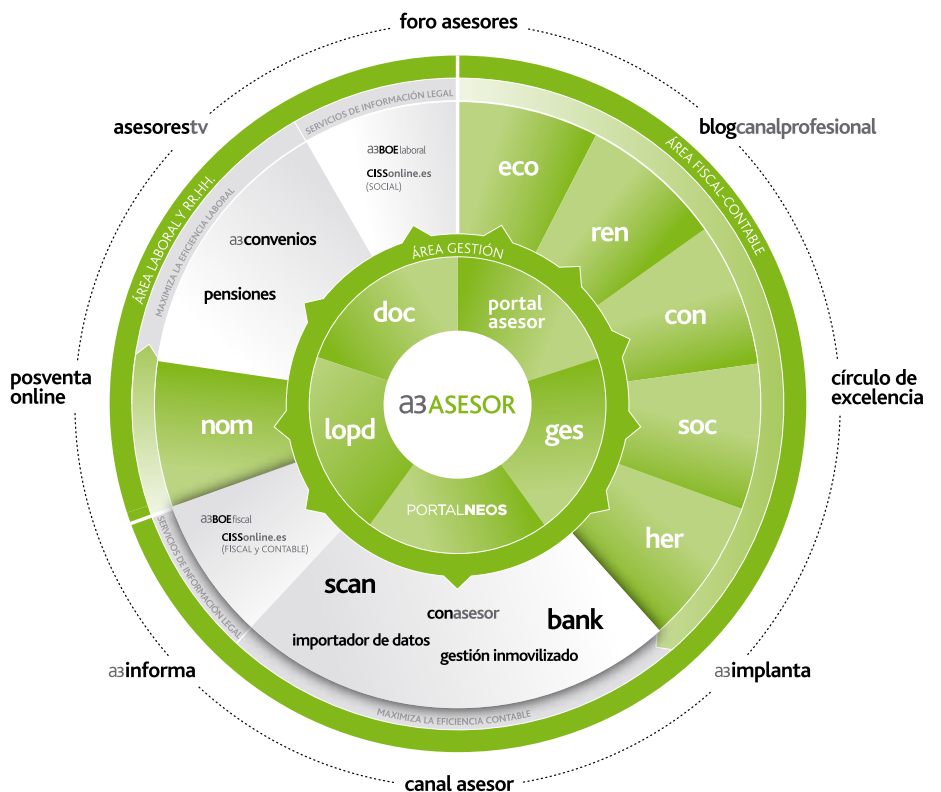 foro asesores
asesorestv
blogcanalprofesional
SERVICIOS DE INFORMACIÓN LEGAL
ÁREA FISCAL-CONTABLE
ÁREA LABORAL Y RR.HH.
MAXIMIZA LA EFICIENCIA LABORAL
a3BOElaboral
CISSonline.es
(SOCIAL)
eco
ren
a3convenios
pensiones
ÁREA GESTIÓN
doc
portal
asesor
con
posventa
online
círculo de
excelencia
a3ASESOR
nom
lopd
ges
soc
PORTALNEOS
a3BOEfiscal
CISSonline.es
(FISCAL y CONTABLE)
her
SERVICIOS DE INFORMACIÓN LEGAL
scan
conasesor
bank
importador de datos
gestión inmovilizado
a3informa
a3implanta
MAXIMIZA LA EFICIENCIA CONTABLE
canal asesor